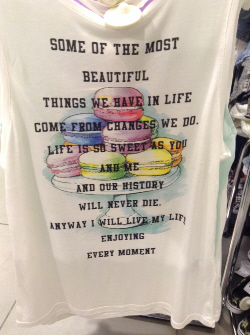 SOME OF THE MOST
BEAUTIFUL
THINGS WE HAVE IN LIFE
COME FROM CHANGES WE DO.
LIFE IS SO SWEET AS YOU
AND ME
AND OUR HISTORY
WILL NEVER DIE.
ANYWAY I WILL LIVE MY LIFE
ENJOYING
EVERY MOMENT